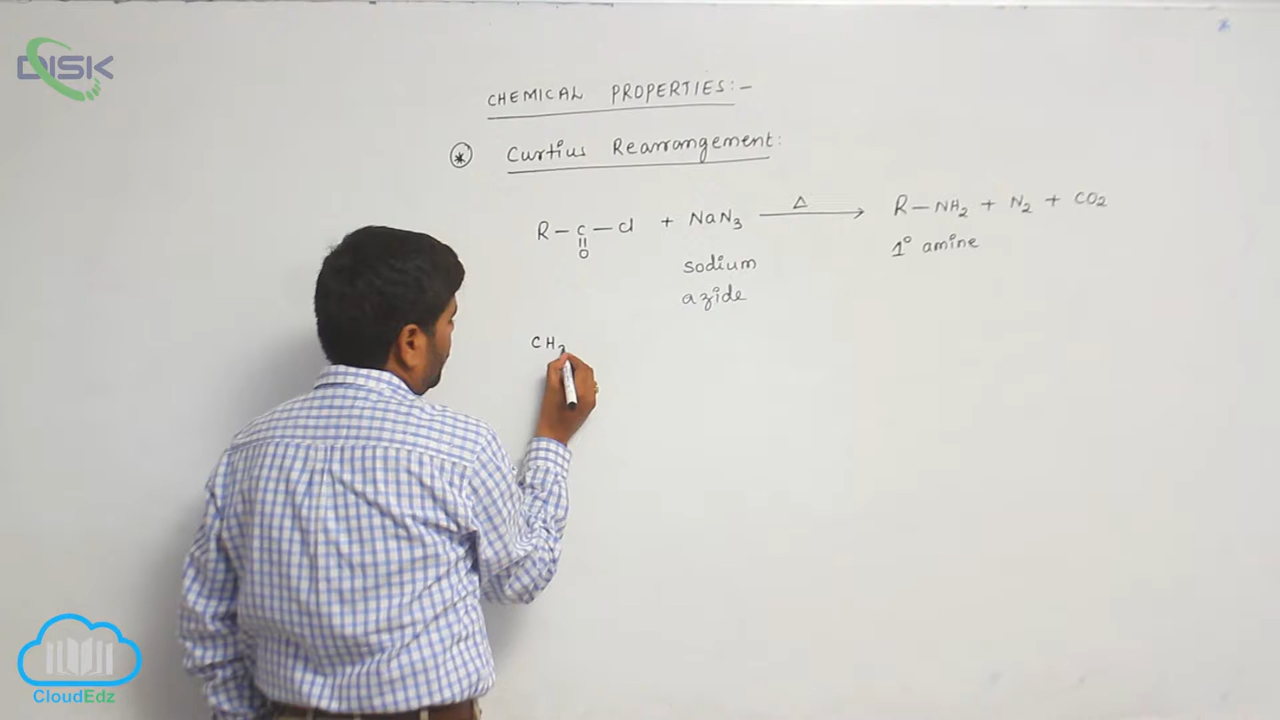 DISK
CHEMICAL PROPERTIES:-
* Curtius Rearrangement:
R-C-Cl + NaN3 Δ R-NH2 + N2 + CO2
O
1° amine
sodium
azide
CH3
CloudEdz